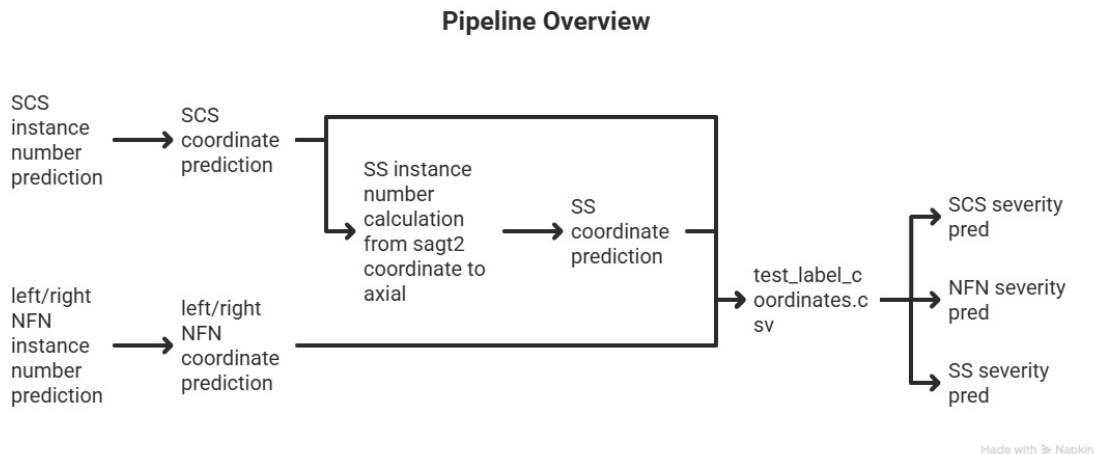 Pipeline Overview
SCS
instance
number
prediction
SCS
coordinate
prediction
SS instance
number
calculation
from sagt2
coordinate to
axial
SS
coordinate
prediction
left/right
NFN
instance
number
prediction
left/right
NFN
coordinate
prediction
test_label_c
oordinates.c
sv
SCS severity
pred
NFN severity
pred
SS severity
pred
Made with Napkin